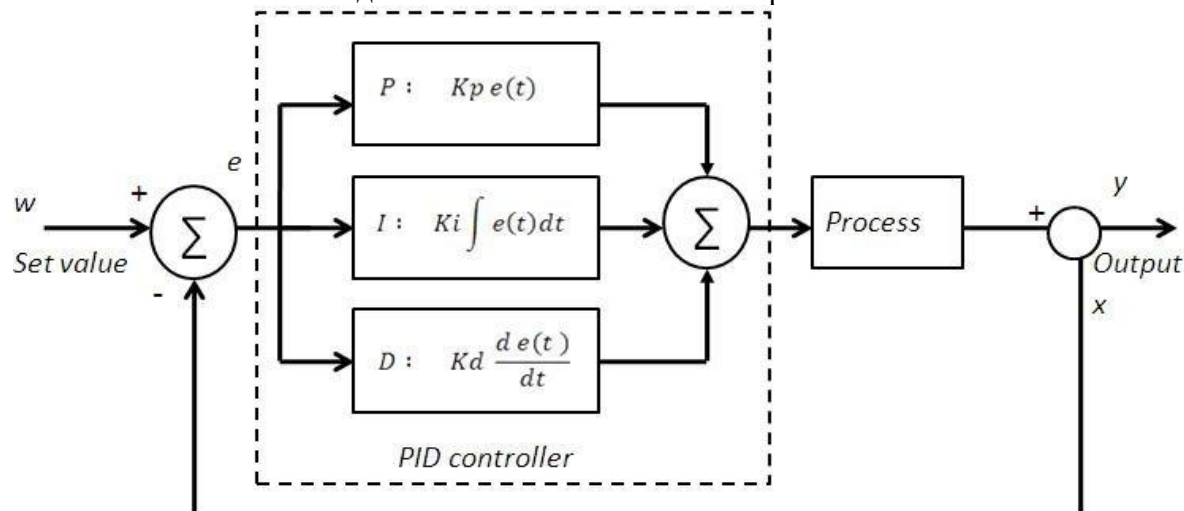 P : Kp e(t)
e
+
w
Σ
I : Ki ∫ e(t)dt
Σ
Process
+
y
Set value
Output
-
x
D : Kd d e(t) / dt
PID controller